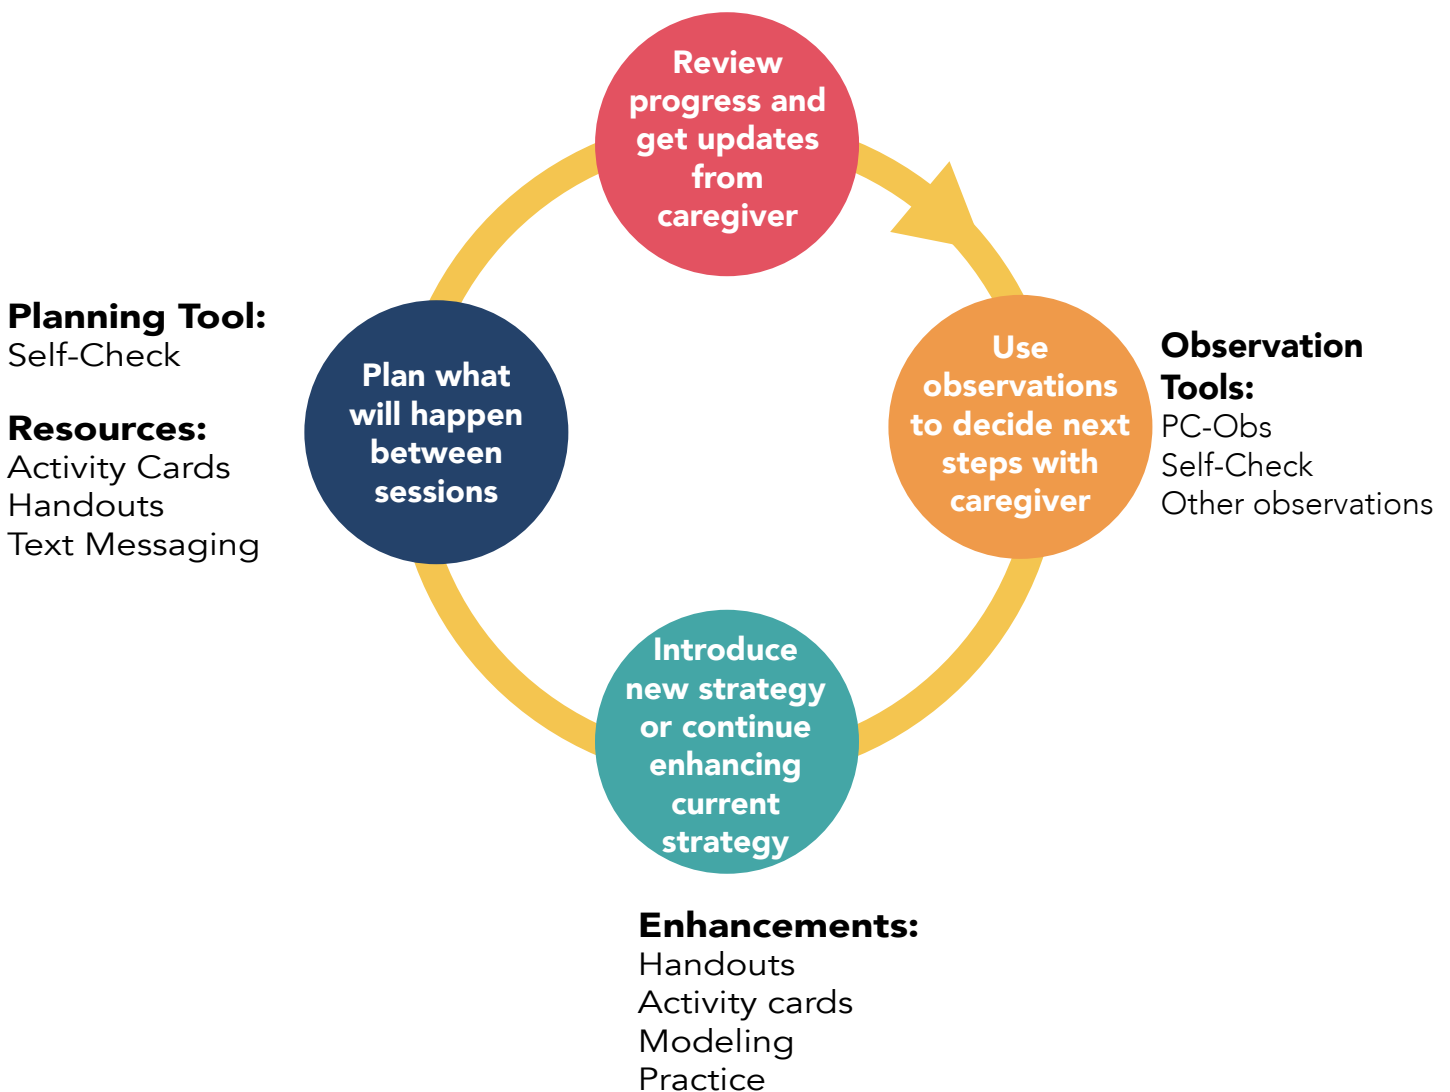 Review
progress and
get updates
from
caregiver
Use
observations
to decide next
steps with
caregiver
Observation
Tools:
PC-Obs
Self-Check
Other observations
Introduce
new strategy
or continue
enhancing
current
strategy
Enhancements:
Handouts
Activity cards
Modeling
Practice
Plan what
will happen
between
sessions
Planning Tool:
Self-Check
Resources:
Activity Cards
Handouts
Text Messaging